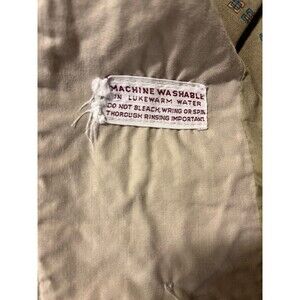 MACHINE WASHABLE
IN LUKEWARM WATER
DO NOT BLEACH, WRING OR SPIN
THOROUGH RINSING IMPORTANT